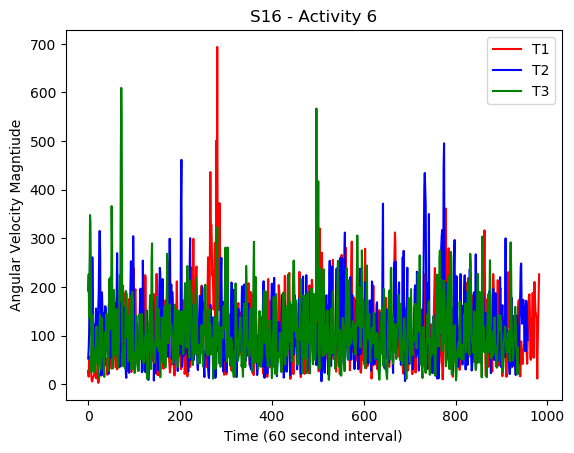 S16 - Activity 6
700
600
500
400
300
200
100
0
Angular Velocity Magntiude
T1
T2
T3
0 200 400 600 800 1000
Time (60 second interval)